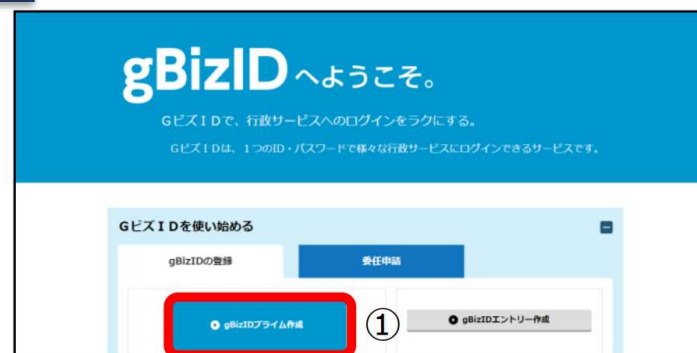 gBizIDへようこそ。
GビズIDで、行政サービスへのログインをラクにする。
GビズIDは、1つのID・パスワードで様々な行政サービスにログインできるサービスです。
GビズIDを使い始める
gBizIDの登録 委任申請
gBizIDプライム作成 ① gBizIDエントリー作成